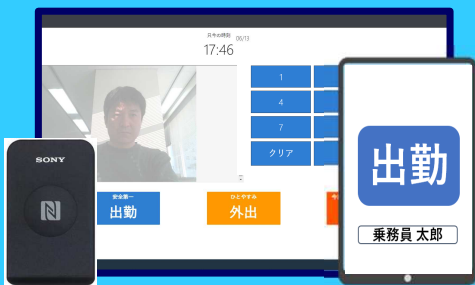 只今の時刻 06/13
17:46
1
4
7
クリア
SONY
安全第一
出勤
ひとやすみ
外出
出勤
乗務員 太郎